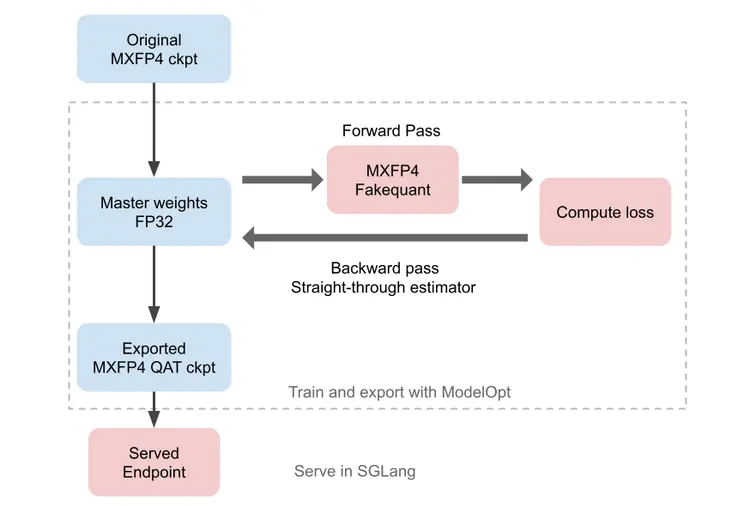 Original
MXFP4 ckpt
Forward Pass
MXFP4
Fakequant
Master weights
FP32
Compute loss
Backward pass
Straight-through estimator
Exported
MXFP4 QAT ckpt
Train and export with ModelOpt
Served
Endpoint
Serve in SGLang